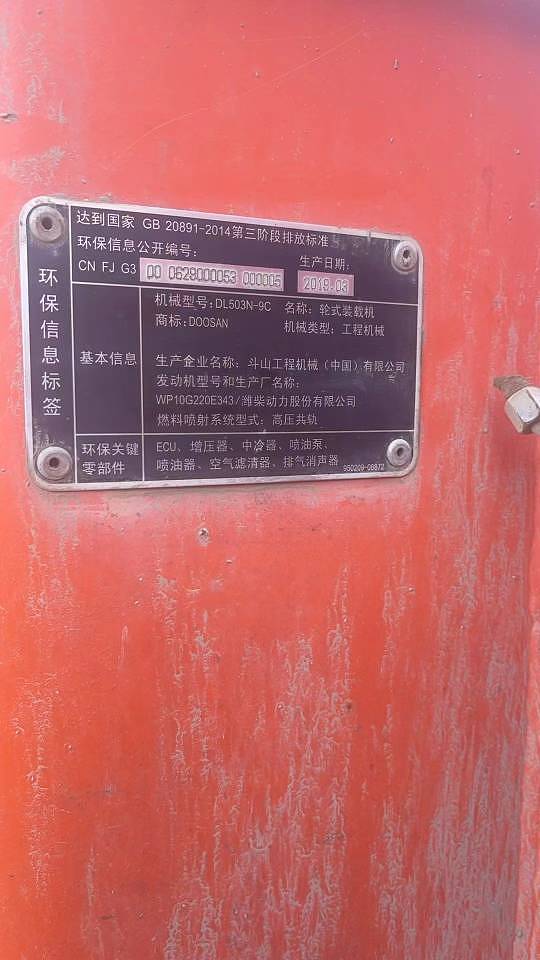 达到国家 GB 20891-2014第三阶段排放标准
环保信息公开编号: 生产日期:
CN FJ G3 00 0628000053 000005 2019.03
环保信息标签
机械型号:DL503N-9C 名称: 轮式装载机
商标:DOOSAN 机械类型: 工程机械
基本信息
生产企业名称: 斗山工程机械(中国)有限公司
发动机型号和生产厂名称:
WP10G220E343/潍柴动力股份有限公司
燃料喷射系统型式: 高压共轨
环保关键零部件
ECU、增压器、中冷器、喷油泵、
喷油器、空气滤清器、排气消声器
950209-08872